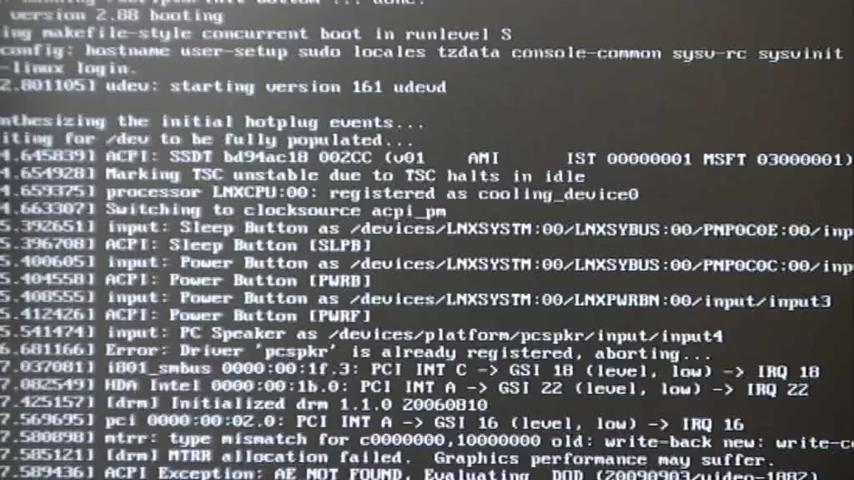 version 2.88 booting
ing makefile-style concurrent boot in runlevel S
config: hostname user-setup sudo locales tzdata console-common sysv-rc sysvinit
-linux login.
2.801105] udev: starting version 161 udevd
nthesizing the initial hotplug events...
iting for /dev to be fully populated...
4.645839] ACPI: SSDT bd94ac18 002CC (v01 AMI IST 00000001 MSFT 03000001)
4.654928] Marking TSC unstable due to TSC halts in idle
4.659375] processor LNXCPU:00: registered as cooling_device0
4.663307] Switching to clocksource acpi_pm
5.392651] input: Sleep Button as /devices/LNXSYSTM:00/LNXSYBUS:00/PNP0C0E:00/inp
5.396708] ACPI: Sleep Button [SLPB]
5.400605] input: Power Button as /devices/LNXSYSTM:00/LNXSYBUS:00/PNP0C0C:00/inp
5.404558] ACPI: Power Button [PWRB]
5.408555] input: Power Button as /devices/LNXSYSTM:00/LNXPWRBN:00/input/input3
5.412426] ACPI: Power Button [PWRF]
5.541474] input: PC Speaker as /devices/platform/pcspkr/input/input4
6.681166] Error: Driver 'pcspkr' is already registered, aborting...
7.037081] i801_smbus 0000:00:1f.3: PCI INT C -> GSI 18 (level, low) -> IRQ 18
7.082549] HDA Intel 0000:00:1b.0: PCI INT A -> GSI 22 (level, low) -> IRQ 22
7.425157] [drm] Initialized drm 1.1.0 20060810
7.569695] pci 0000:00:02.0: PCI INT A -> GSI 16 (level, low) -> IRQ 16
7.580898] mtrr: type mismatch for c0000000,10000000 old: write-back new: write-co
7.585121] [drm] MTRR allocation failed. Graphics performance may suffer.
7.589436] ACPI Exception: AE_NOT_FOUND, Evaluating _DOD (20090903/video-1882)